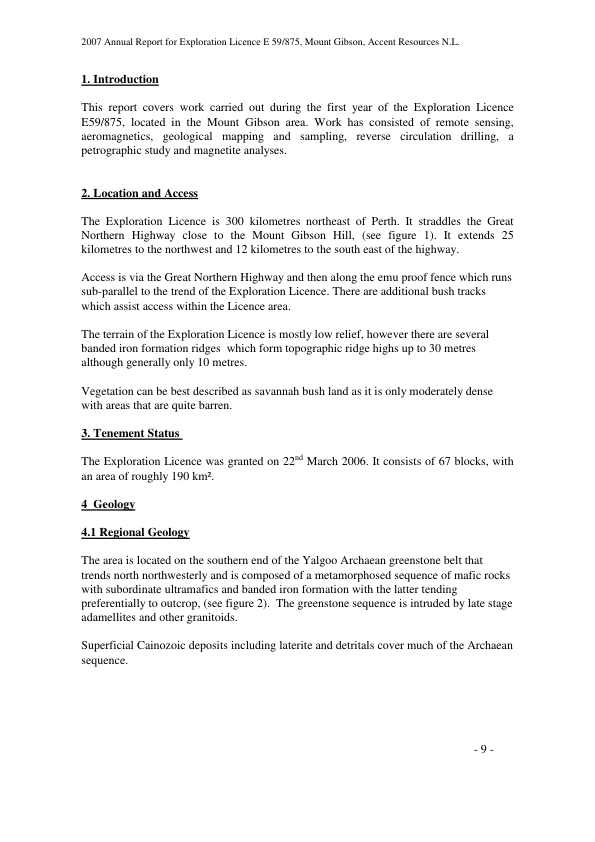 2007 Annual Report for Exploration Licence E 59/875, Mount Gibson, Accent Resources N.L.
1. Introduction
This report covers work carried out during the first year of the Exploration Licence
E59/875, located in the Mount Gibson area. Work has consisted of remote sensing,
aeromagnetics, geological mapping and sampling, reverse circulation drilling, a
petrographic study and magnetite analyses.
2. Location and Access
The Exploration Licence is 300 kilometres northeast of Perth. It straddles the Great
Northern Highway close to the Mount Gibson Hill, (see figure 1). It extends 25
kilometres to the northwest and 12 kilometres to the south east of the highway.
Access is via the Great Northern Highway and then along the emu proof fence which runs
sub-parallel to the trend of the Exploration Licence. There are additional bush tracks
which assist access within the Licence area.
The terrain of the Exploration Licence is mostly low relief, however there are several
banded iron formation ridges  which form topographic ridge highs up to 30 metres
although generally only 10 metres.
Vegetation can be best described as savannah bush land as it is only moderately dense
with areas that are quite barren.
3. Tenement Status
The Exploration Licence was granted on 22nd March 2006. It consists of 67 blocks, with
an area of roughly 190 km².
4  Geology
4.1 Regional Geology
The area is located on the southern end of the Yalgoo Archaean greenstone belt that
trends north northwesterly and is composed of a metamorphosed sequence of mafic rocks
with subordinate ultramafics and banded iron formation with the latter tending
preferentially to outcrop, (see figure 2).  The greenstone sequence is intruded by late stage
adamellites and other granitoids.
Superficial Cainozoic deposits including laterite and detritals cover much of the Archaean
sequence.
- 9 -